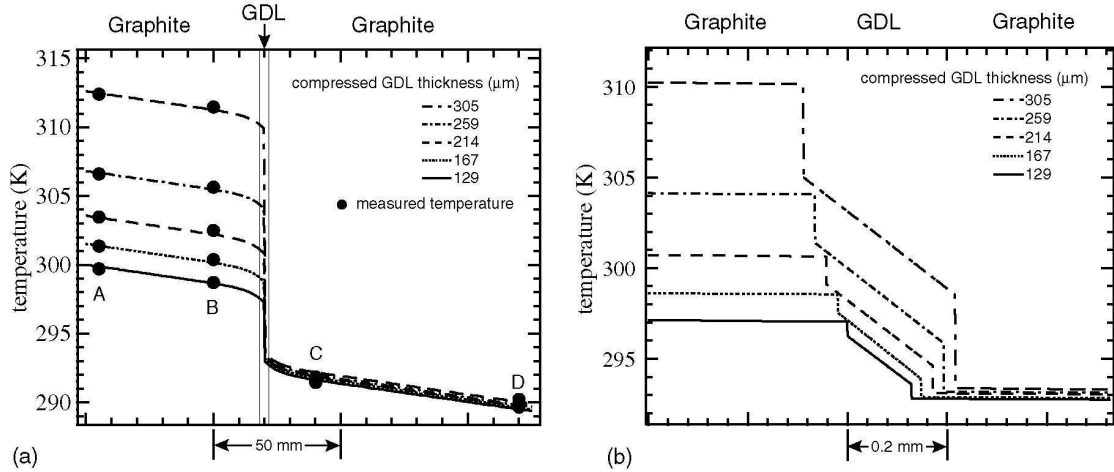 GDL
Graphite
Graphite
315
310
305
300
295
290
temperature (K)
compressed GDL thickness (μm)
305
259
214
167
129
measured temperature
A
B
C
D
50 mm
(a)
Graphite
GDL
Graphite
310
305
300
295
temperature (K)
compressed GDL thickness (μm)
305
259
214
167
129
0.2 mm
(b)